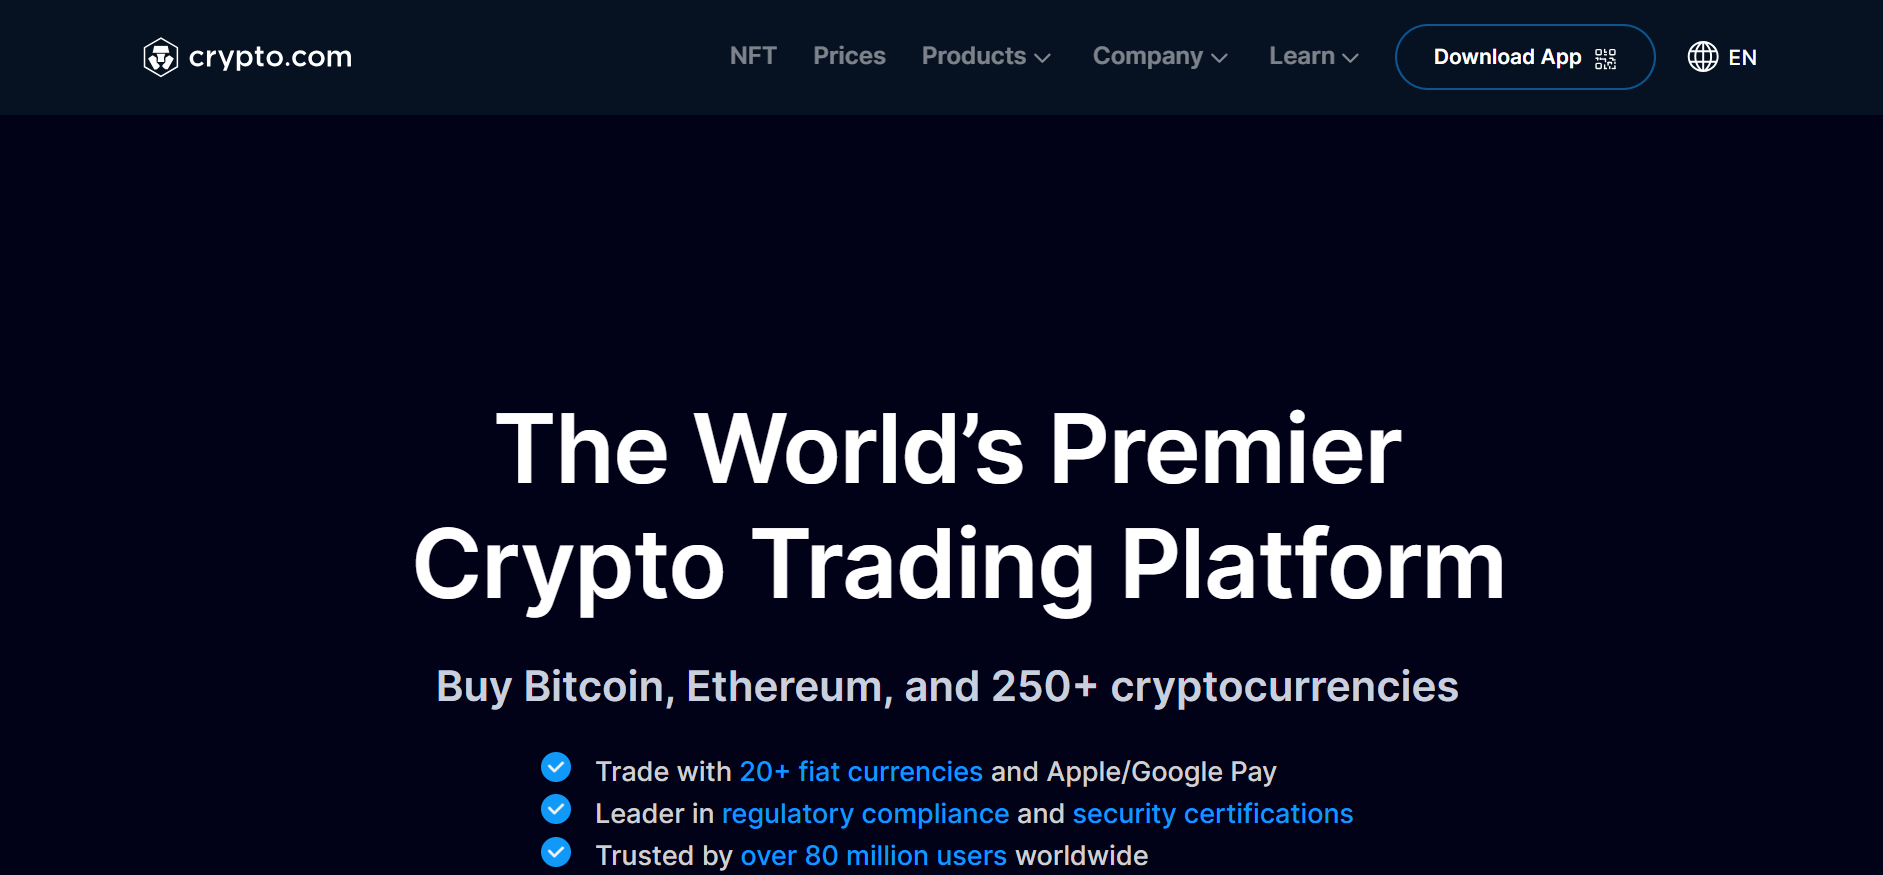 crypto.com
NFT Prices Products Company Learn Download App EN
The World’s Premier
Crypto Trading Platform
Buy Bitcoin, Ethereum, and 250+ cryptocurrencies
Trade with 20+ fiat currencies and Apple/Google Pay
Leader in regulatory compliance and security certifications
Trusted by over 80 million users worldwide